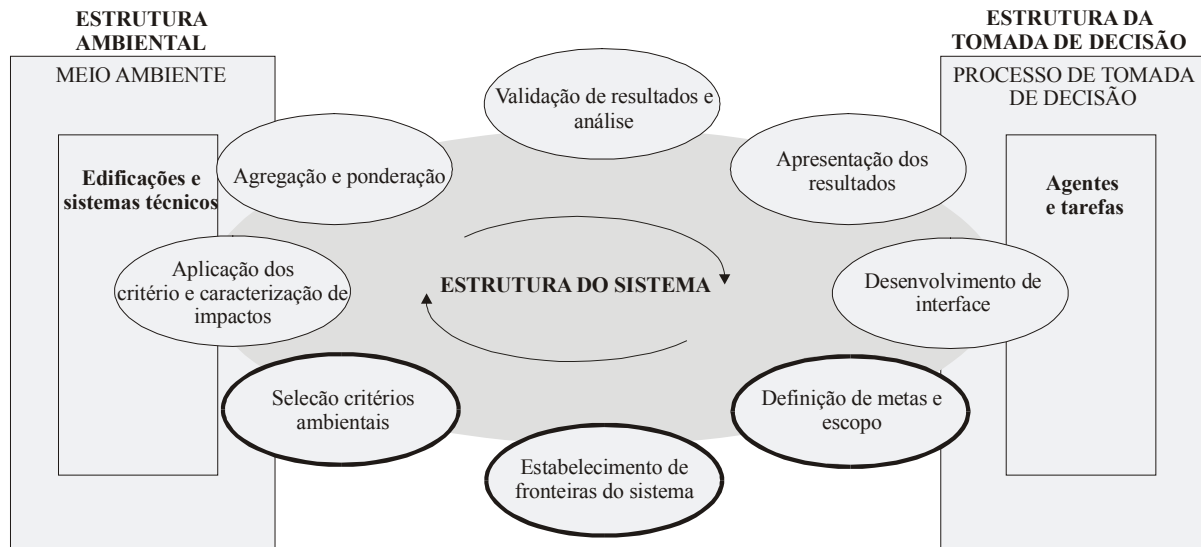 ESTRUTURA
AMBIENTAL
MEIO AMBIENTE
Edificações e
sistemas técnicos
ESTRUTURA DA
TOMADA DE DECISÃO
PROCESSO DE TOMADA
DE DECISÃO
Agentes
e tarefas
Validação de resultados e
análise
Agregação e ponderação
Apresentação dos
resultados
Aplicação dos
critério e caracterização de
impactos
ESTRUTURA DO SISTEMA
Desenvolvimento de
interface
Selecão critérios
ambientais
Definição de metas e
escopo
Estabelecimento de
fronteiras do sistema